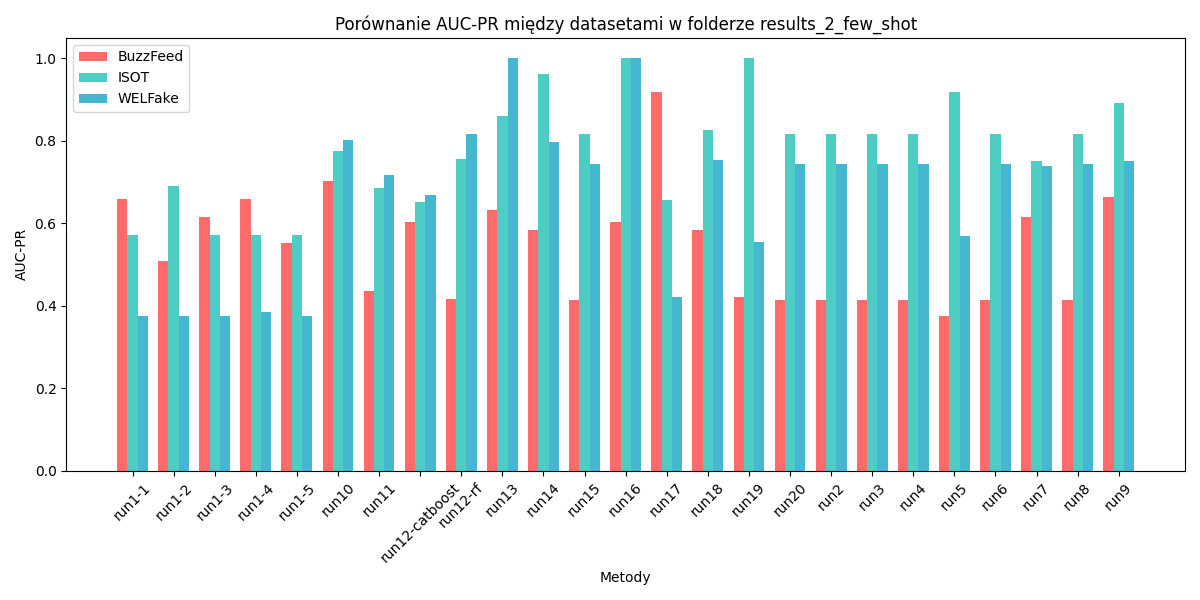 Porównanie AUC-PR między datasetami w folderze results_2_few_shot
BuzzFeed
ISOT
WELFake
AUC-PR
1.0
0.8
0.6
0.4
0.2
0.0
run1-1
run1-2
run1-3
run1-4
run1-5
run10
run11
run12-catboost
run12-rf
run13
run14
run15
run16
run17
run18
run19
run20
run2
run3
run4
run5
run6
run7
run8
run9
Metody